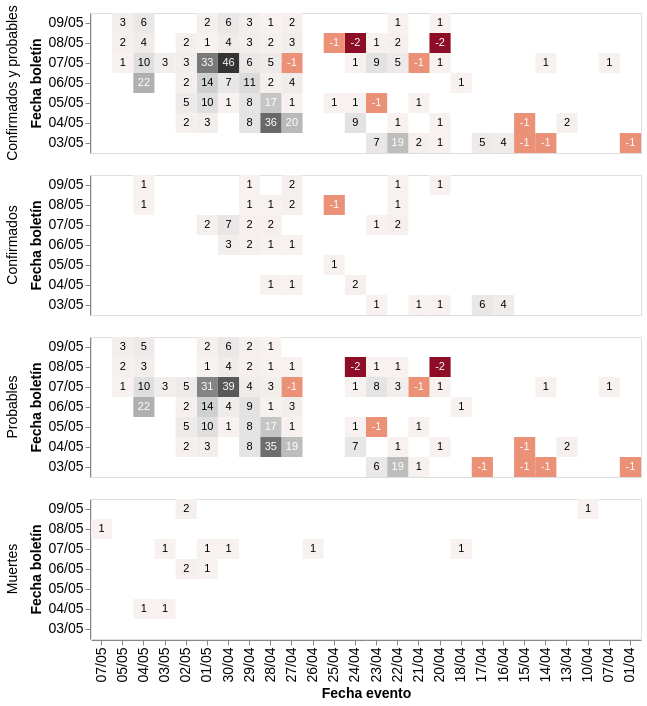 Confirmados y probables
Fecha boletín
09/05 3 6 2 6 3 1 2 1 1
08/05 2 4 2 1 4 3 2 3 -1 -2 1 2 -2
07/05 1 10 3 3 33 46 6 5 -1 1 9 5 -1 1 1 1
06/05 22 2 14 7 11 2 4 1
05/05 5 10 1 8 17 1 1 1 -1 1
04/05 2 3 8 36 20 9 1 1 -1 2
03/05 7 19 2 1 5 4 -1 -1 -1
Confirmados
Fecha boletín
09/05 1 1 2 1 1
08/05 1 1 1 2 -1 1
07/05 2 7 2 2 1 2
06/05 3 2 1 1
05/05 1
04/05 1 1 2
03/05 1 1 1 6 4
Probables
Fecha boletín
09/05 3 5 2 6 2 1
08/05 2 3 1 4 2 1 1 -2 1 1 -2
07/05 1 10 3 5 31 39 4 3 -1 1 8 3 -1 1 1 1
06/05 22 2 14 4 9 1 3 1
05/05 5 10 1 8 17 1 1 -1 1
04/05 2 3 8 35 19 7 1 1 -1 2
03/05 6 19 1 -1 -1 -1 -1
Muertes
Fecha boletín
09/05 2 1
08/05 1
07/05 1 1 1 1 1
06/05 2 1
05/05
04/05 1 1
03/05
07/05 05/05 04/05 03/05 02/05 01/05 30/04 29/04 28/04 27/04 26/04 25/04 24/04 23/04 22/04 21/04 20/04 18/04 17/04 16/04 15/04 14/04 13/04 10/04 07/04 01/04
Fecha evento